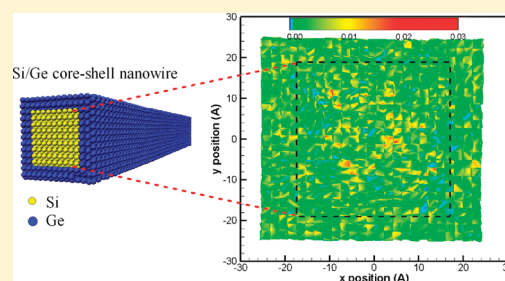 Si/Ge core-shell nanowire
Si
Ge
0.00 0.01 0.02 0.03
y position (A)
30
20
10
0
-10
-20
-30
-30 -20 -10 0 10 20
x position (A)